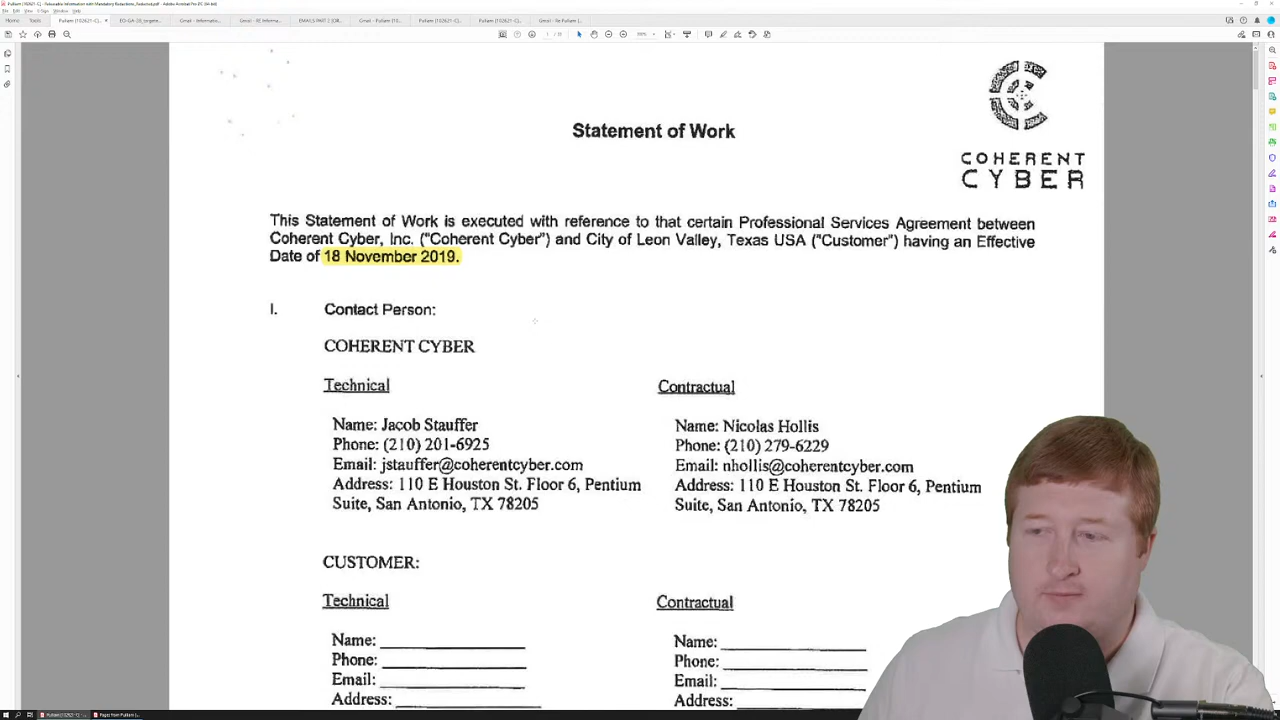 Home
Tools
Statement of Work
COHERENT
CYBER
This Statement of Work is executed with reference to that certain Professional Services Agreement between
Coherent Cyber, Inc. ("Coherent Cyber") and City of Leon Valley, Texas USA ("Customer") having an Effective
Date of 18 November 2019.
I. Contact Person:
COHERENT CYBER
Technical
Name: Jacob Stauffer
Phone: (210) 201-6925
Email: jstauffer@coherentcyber.com
Address: 110 E Houston St. Floor 6, Pentium
Suite, San Antonio, TX 78205
Contractual
Name: Nicolas Hollis
Phone: (210) 279-6229
Email: nhollis@coherentcyber.com
Address: 110 E Houston St. Floor 6, Pentium
Suite, San Antonio, TX 78205
CUSTOMER:
Technical
Name:
Phone:
Email:
Address:
Contractual
Name:
Phone:
Email:
Address: